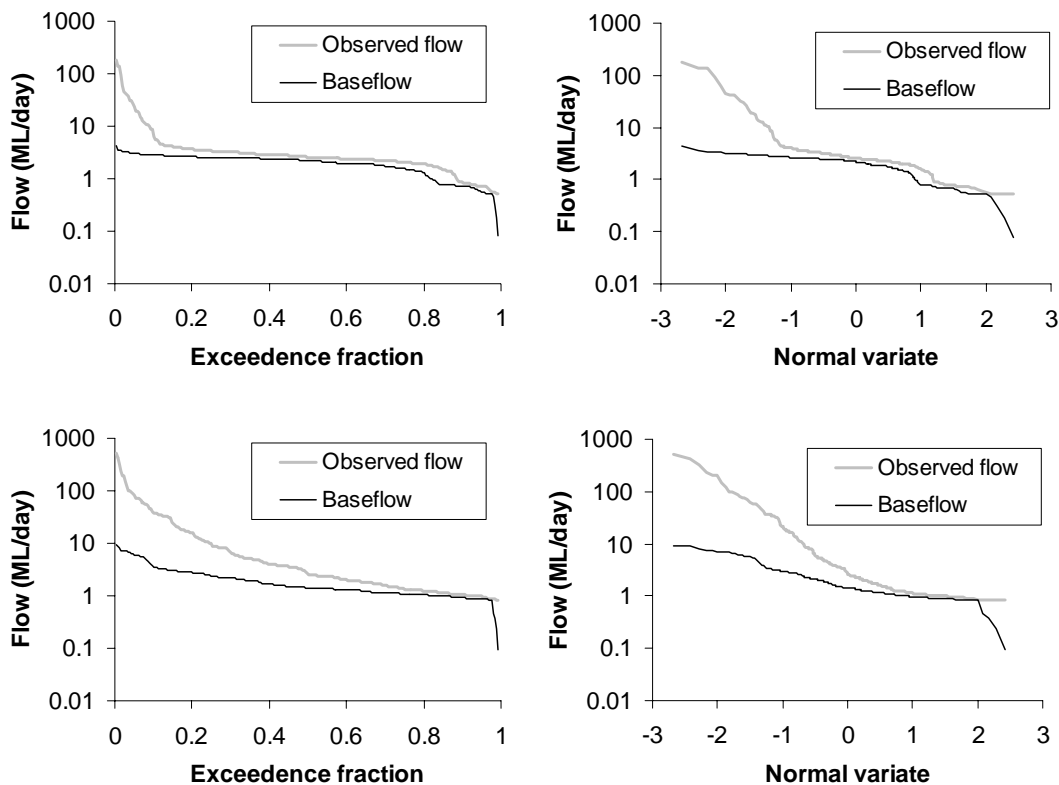 1000
100
10
1
0.1
0.01
Flow (ML/day)
Observed flow
Baseflow
0 0.2 0.4 0.6 0.8 1
Exceedence fraction
1000
100
10
1
0.1
0.01
Flow (ML/day)
Observed flow
Baseflow
-3 -2 -1 0 1 2 3
Normal variate
1000
100
10
1
0.1
0.01
Flow (ML/day)
Observed flow
Baseflow
0 0.2 0.4 0.6 0.8 1
Exceedence fraction
1000
100
10
1
0.1
0.01
Flow (ML/day)
Observed flow
Baseflow
-3 -2 -1 0 1 2 3
Normal variate